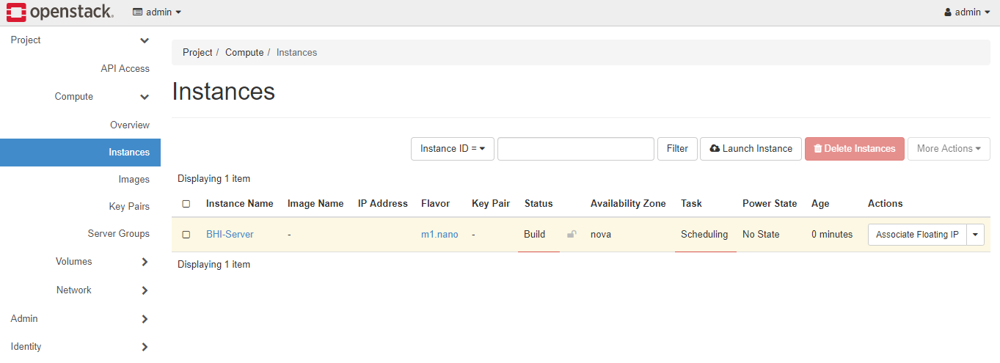 openstack. admin admin
Project
Project / Compute / Instances
API Access
Instances
Compute
Overview
Instances
Instance ID = Filter Launch Instance Delete Instances More Actions
Images
Displaying 1 item
Key Pairs
Instance Name Image Name IP Address Flavor Key Pair Status Availability Zone Task Power State Age Actions
Server Groups
BHI-Server - m1.nano - Build nova Scheduling No State 0 minutes Associate Floating IP
Volumes
Displaying 1 item
Network
Admin
Identity